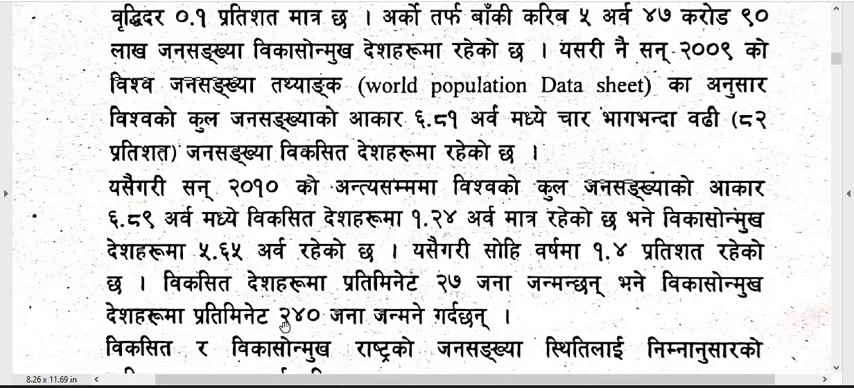 वृद्धिदर ०.१ प्रतिशत मात्र छ । अर्को तर्फ बाँकी करिब ५ अर्व ४७ करोड ९०
लाख जनसङ्ख्या विकासोन्मुख देशहरूमा रहेको छ । यसरी नै सन् २००९ को
विश्व जनसङ्ख्या तथ्याङ्क (world population Data sheet) का अनुसार
विश्वको कुल जनसङ्ख्याको आकार ६.८१ अर्व मध्ये चार भागभन्दा वढी (८२
प्रतिशत) जनसङ्ख्या विकसित देशहरूमा रहेको छ ।
यसैगरी सन् २०१० को अन्त्यसम्ममा विश्वको कुल जनसङ्ख्याको आकार
६.८९ अर्व मध्ये विकसित देशहरूमा १.२४ अर्व मात्र रहेको छ भने विकासोन्मुख
देशहरूमा ५.६५ अर्व रहेको छ । यसैगरी सोहि वर्षमा १.४ प्रतिशत रहेको
छ । विकसित देशहरूमा प्रतिमिनेट २७ जना जन्मन्छन् भने विकासोन्मुख
देशहरूमा प्रतिमिनेट २४० जना जन्मने गर्दछन् ।
विकसित र विकासोन्मुख राष्ट्रको जनसङ्ख्या स्थितिलाई निम्नानुसारको
8.26 x 11.69 in